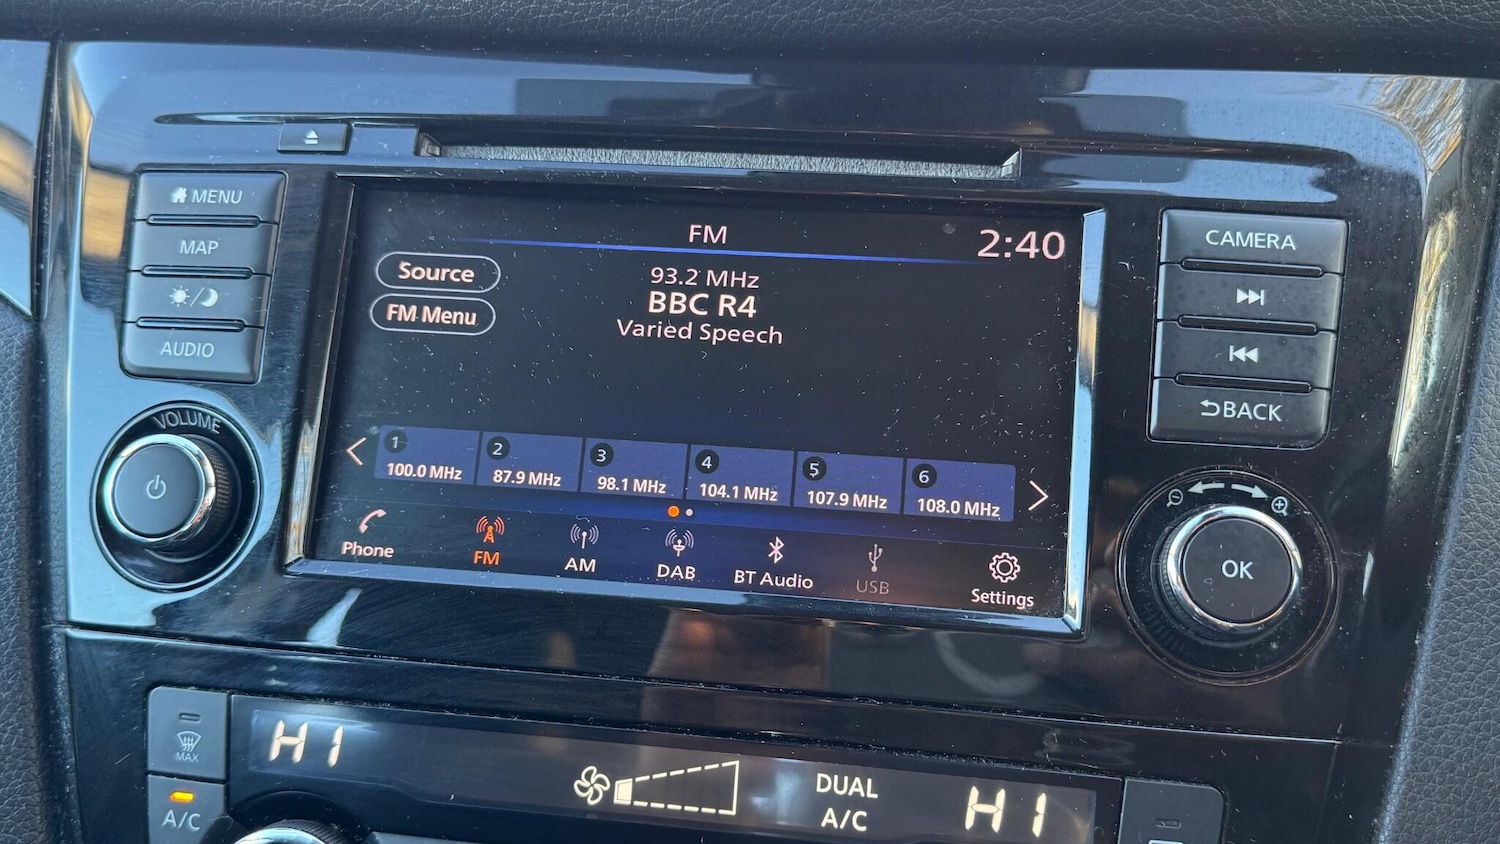 MENU
MAP
AUDIO
VOLUME
FM
2:40
Source
FM Menu
93.2 MHz
BBC R4
Varied Speech
1
100.0 MHz
2
87.9 MHz
3
98.1 MHz
4
104.1 MHz
5
107.9 MHz
6
108.0 MHz
Phone
FM
AM
DAB
BT Audio
USB
Settings
CAMERA
BACK
OK
MAX
A/C
HI
DUAL
A/C
HI